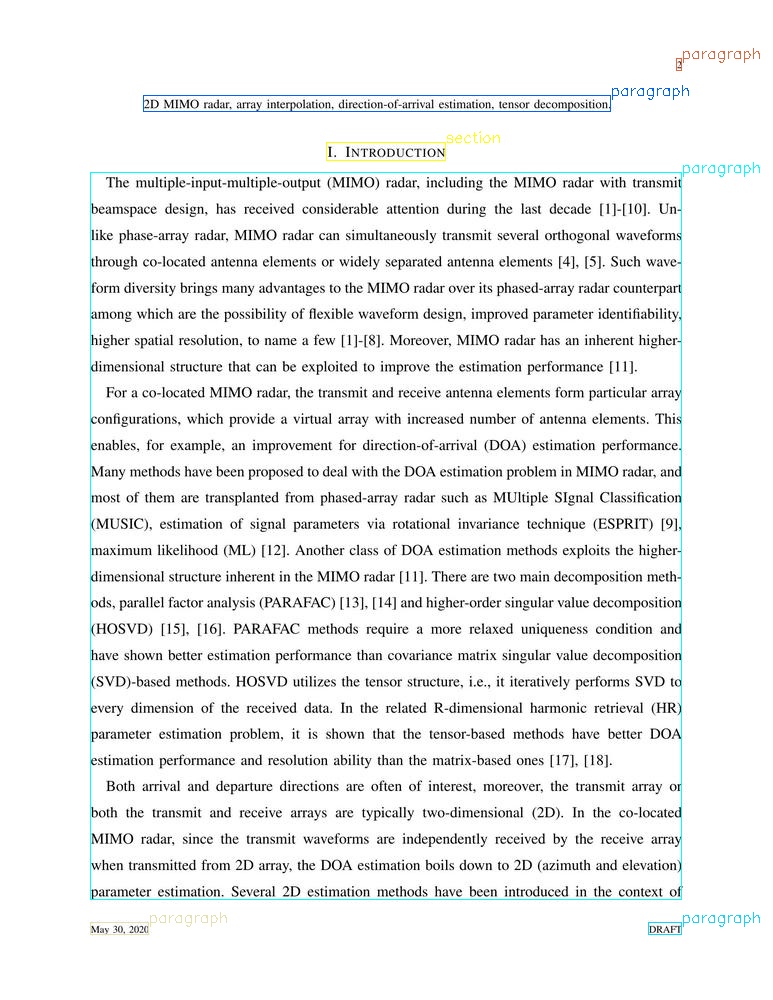 2
paragraph
2D MIMO radar, array interpolation, direction-of-arrival estimation, tensor decomposition.
paragraph
section
I. INTRODUCTION
paragraph
The multiple-input-multiple-output (MIMO) radar, including the MIMO radar with transmit
beamspace design, has received considerable attention during the last decade [1]-[10]. Un-
like phase-array radar, MIMO radar can simultaneously transmit several orthogonal waveforms
through co-located antenna elements or widely separated antenna elements [4], [5]. Such wave-
form diversity brings many advantages to the MIMO radar over its phased-array radar counterpart
among which are the possibility of flexible waveform design, improved parameter identifiability,
higher spatial resolution, to name a few [1]-[8]. Moreover, MIMO radar has an inherent higher-
dimensional structure that can be exploited to improve the estimation performance [11].
For a co-located MIMO radar, the transmit and receive antenna elements form particular array
configurations, which provide a virtual array with increased number of antenna elements. This
enables, for example, an improvement for direction-of-arrival (DOA) estimation performance.
Many methods have been proposed to deal with the DOA estimation problem in MIMO radar, and
most of them are transplanted from phased-array radar such as MUltiple SIgnal Classification
(MUSIC), estimation of signal parameters via rotational invariance technique (ESPRIT) [9],
maximum likelihood (ML) [12]. Another class of DOA estimation methods exploits the higher-
dimensional structure inherent in the MIMO radar [11]. There are two main decomposition meth-
ods, parallel factor analysis (PARAFAC) [13], [14] and higher-order singular value decomposition
(HOSVD) [15], [16]. PARAFAC methods require a more relaxed uniqueness condition and
have shown better estimation performance than covariance matrix singular value decomposition
(SVD)-based methods. HOSVD utilizes the tensor structure, i.e., it iteratively performs SVD to
every dimension of the received data. In the related R-dimensional harmonic retrieval (HR)
parameter estimation problem, it is shown that the tensor-based methods have better DOA
estimation performance and resolution ability than the matrix-based ones [17], [18].
Both arrival and departure directions are often of interest, moreover, the transmit array or
both the transmit and receive arrays are typically two-dimensional (2D). In the co-located
MIMO radar, since the transmit waveforms are independently received by the receive array
when transmitted from 2D array, the DOA estimation boils down to 2D (azimuth and elevation)
parameter estimation. Several 2D estimation methods have been introduced in the context of
paragraph
paragraph
May 30, 2020
DRAFT